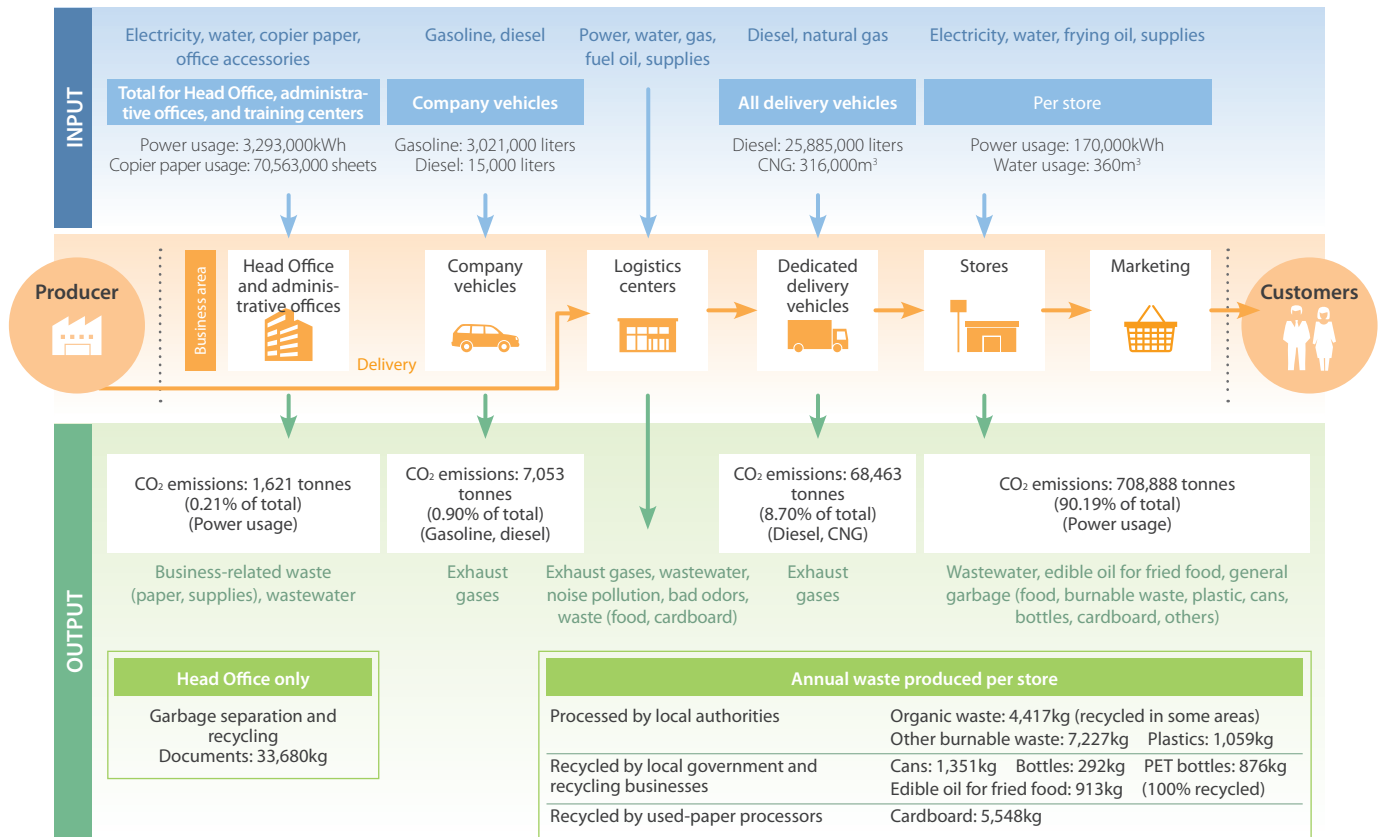 INPUT
Electricity, water, copier paper,
office accessories
Total for Head Office, administra-
tive offices, and training centers
Power usage: 3,293,000kWh
Copier paper usage: 70,563,000 sheets
Gasoline, diesel
Company vehicles
Gasoline: 3,021,000 liters
Diesel: 15,000 liters
Power, water, gas,
fuel oil, supplies
Diesel, natural gas
All delivery vehicles
Diesel: 25,885,000 liters
CNG: 316,000m³
Electricity, water, frying oil, supplies
Per store
Power usage: 170,000kWh
Water usage: 360m³
Producer
Business area
Head Office
and adminis-
trative offices
Delivery
Company
vehicles
Logistics
centers
Dedicated
delivery
vehicles
Stores
Marketing
Customers
OUTPUT
CO₂ emissions: 1,621 tonnes
(0.21% of total)
(Power usage)
Business-related waste
(paper, supplies), wastewater
CO₂ emissions: 7,053
tonnes
(0.90% of total)
(Gasoline, diesel)
Exhaust
gases
Exhaust gases, wastewater,
noise pollution, bad odors,
waste (food, cardboard)
CO₂ emissions: 68,463
tonnes
(8.70% of total)
(Diesel, CNG)
Exhaust
gases
CO₂ emissions: 708,888 tonnes
(90.19% of total)
(Power usage)
Wastewater, edible oil for fried food, general
garbage (food, burnable waste, plastic, cans,
bottles, cardboard, others)
Head Office only
Garbage separation and
recycling
Documents: 33,680kg
Annual waste produced per store
Processed by local authorities
Organic waste: 4,417kg (recycled in some areas)
Other burnable waste: 7,227kg Plastics: 1,059kg
Recycled by local government and
recycling businesses
Cans: 1,351kg Bottles: 292kg PET bottles: 876kg
Edible oil for fried food: 913kg (100% recycled)
Recycled by used-paper processors
Cardboard: 5,548kg